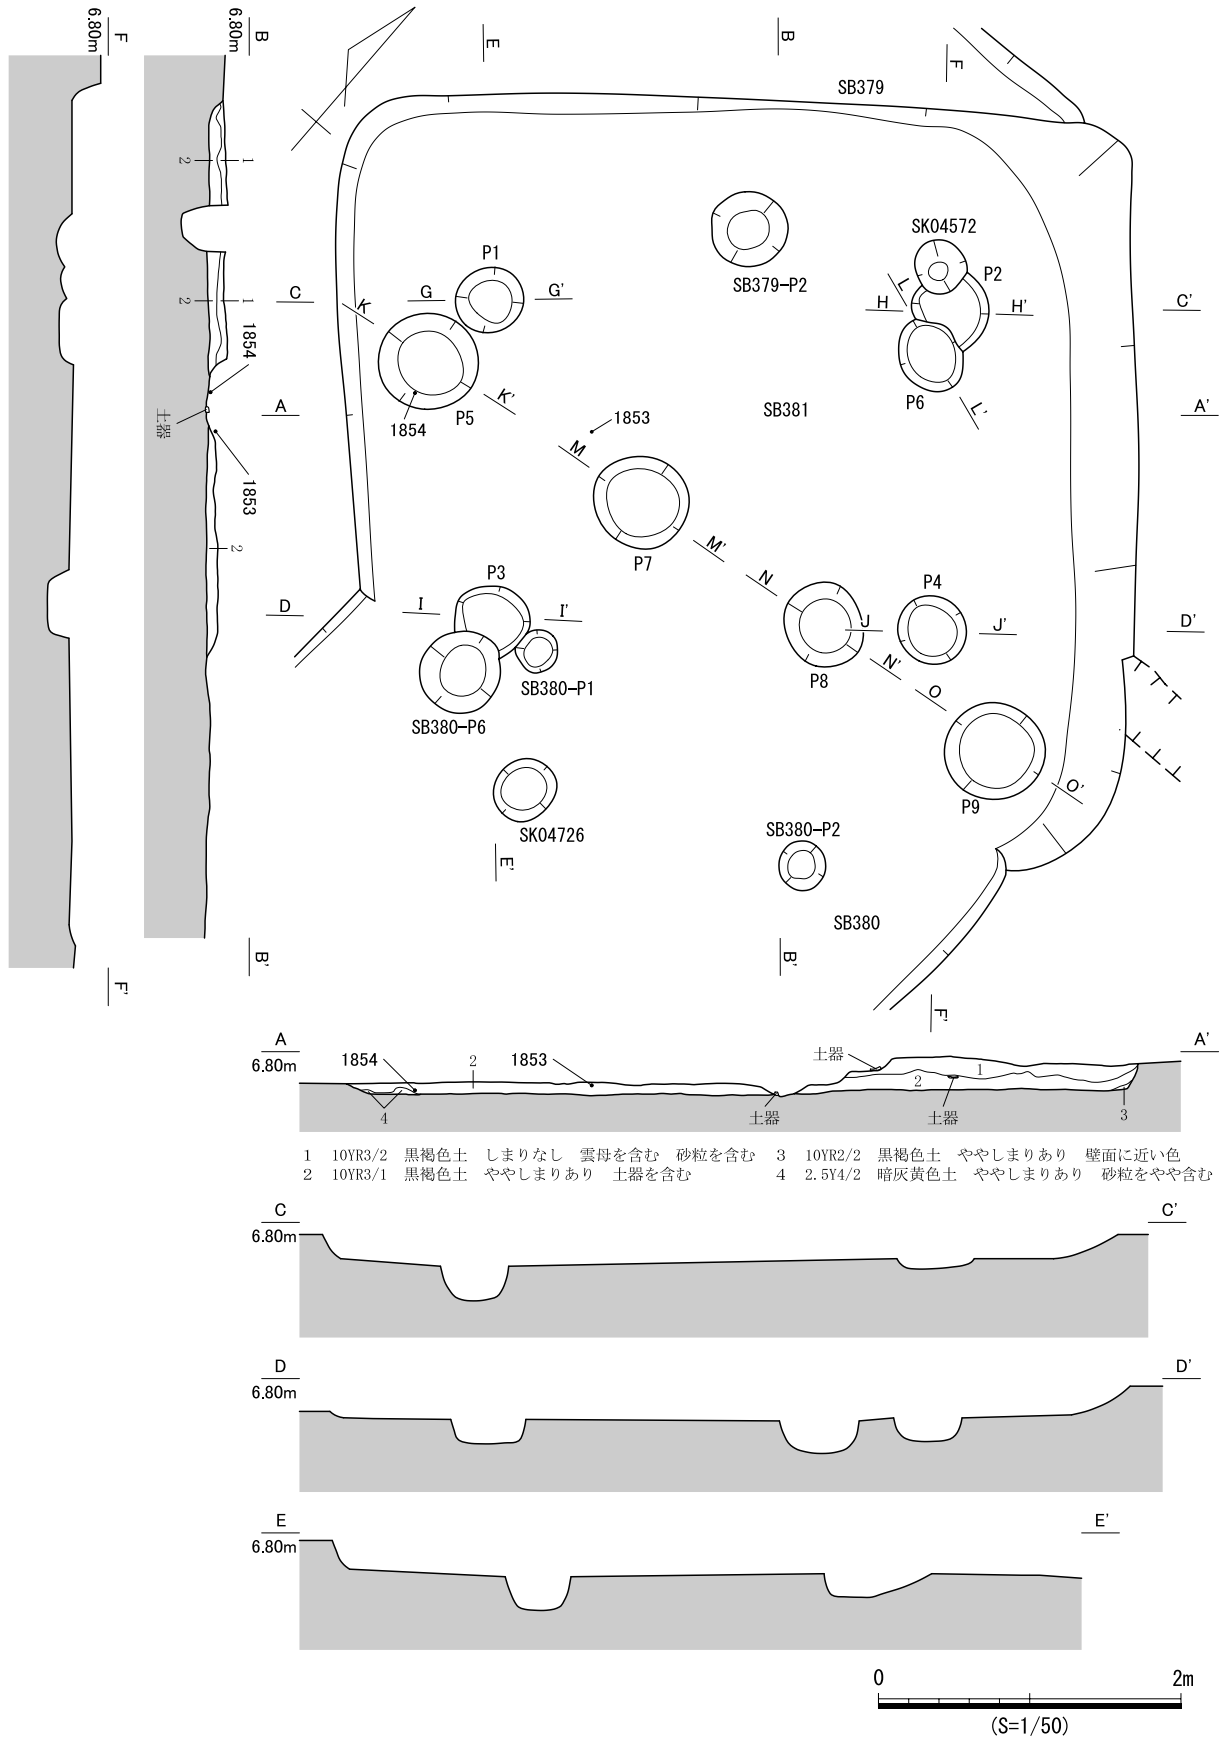 F
6.80m
B
6.80m
E
B
F
SB379
2
1
SK04572
P1
SB379-P2
P2
L
C
K
G
G'
H
H'
C'
2
1
1854
A
土器
P5
K'
1854
1853
SB381
P6
L'
A'
M
1853
2
P7
M'
N
P3
P4
D
I
I'
J
J'
D'
SB380-P1
P8
N'
O
SB380-P6
P9
O'
SK04726
SB380-P2
E'
SB380
B'
B'
F'
F'
A
6.80m
1854
2
1853
土器
1
2
A'
4
土器
土器
3
1 10YR3/2 黒褐色土 しまりなし 雲母を含む 砂粒を含む
2 10YR3/1 黒褐色土 ややしまりあり 土器を含む
3 10YR2/2 黒褐色土 ややしまりあり 壁面に近い色
4 2.5Y4/2 暗灰黄色土 ややしまりあり 砂粒をやや含む
C
6.80m
C'
D
6.80m
D'
E
6.80m
E'
0 2m
(S=1/50)